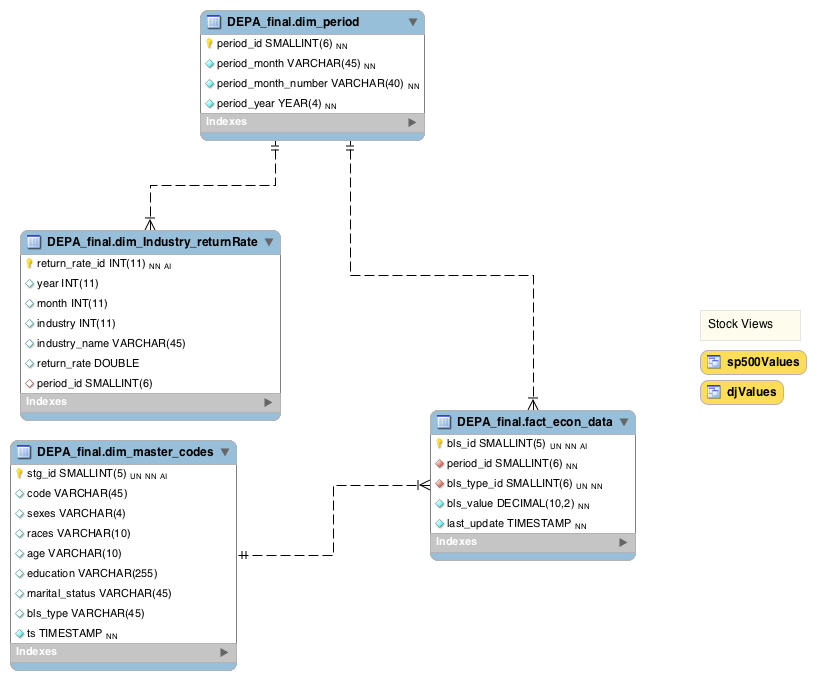 DEPA_final.dim_period
period_id SMALLINT(6) NN
period_month VARCHAR(45) NN
period_month_number VARCHAR(40) NN
period_year YEAR(4) NN
Indexes
DEPA_final.dim_Industry_returnRate
return_rate_id INT(11) NN AI
year INT(11)
month INT(11)
industry INT(11)
industry_name VARCHAR(45)
return_rate DOUBLE
period_id SMALLINT(6)
Indexes
Stock Views
sp500Values
djValues
DEPA_final.fact_econ_data
bls_id SMALLINT(5) UN NN AI
period_id SMALLINT(6) NN
bls_type_id SMALLINT(6) UN NN
bls_value DECIMAL(10,2) NN
last_update TIMESTAMP NN
Indexes
DEPA_final.dim_master_codes
stg_id SMALLINT(5) UN NN AI
code VARCHAR(45)
sexes VARCHAR(4)
races VARCHAR(10)
age VARCHAR(10)
education VARCHAR(255)
marital_status VARCHAR(45)
bls_type VARCHAR(45)
ts TIMESTAMP NN
Indexes